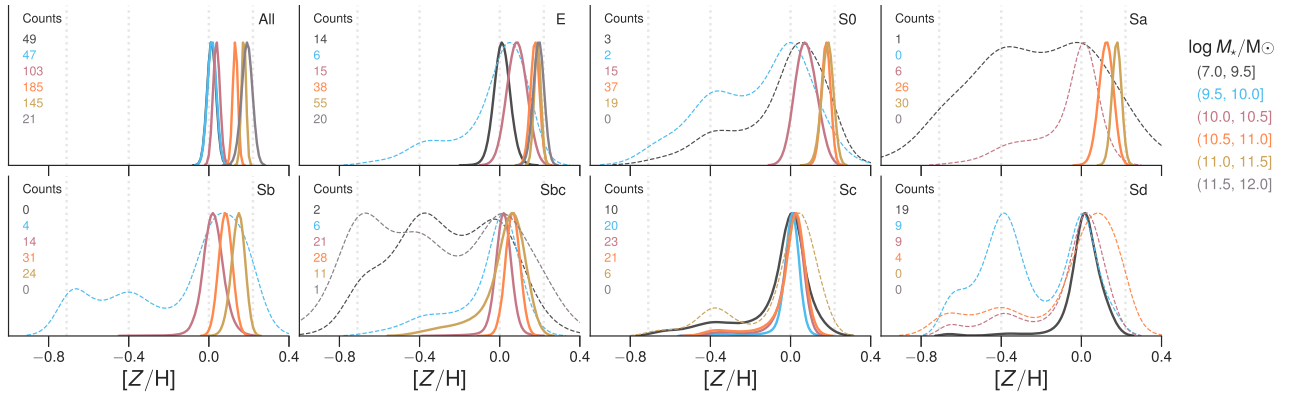 Counts
All
49
47
103
185
145
21
Counts
E
14
6
15
38
55
20
Counts
S0
3
2
15
37
19
0
Counts
Sa
1
0
6
26
30
0
log M⋆/M⊙
(7.0, 9.5]
(9.5, 10.0]
(10.0, 10.5]
(10.5, 11.0]
(11.0, 11.5]
(11.5, 12.0]
Counts
Sb
0
4
14
31
24
0
Counts
Sbc
2
6
21
28
11
1
Counts
Sc
10
20
23
21
6
0
Counts
Sd
19
9
9
4
0
0
−0.8 −0.4 0.0 0.4
−0.8 −0.4 0.0 0.4
−0.8 −0.4 0.0 0.4
−0.8 −0.4 0.0 0.4
[Z/H]
[Z/H]
[Z/H]
[Z/H]